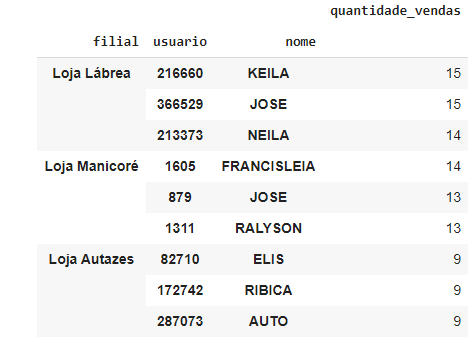 quantidade_vendas
filial usuario nome
Loja Lábrea 216660 KEILA 15
366529 JOSE 15
213373 NEILA 14
Loja Manicoré 1605 FRANCISLEIA 14
879 JOSE 13
1311 RALYSON 13
Loja Autazes 82710 ELIS 9
172742 RIBICA 9
287073 AUTO 9